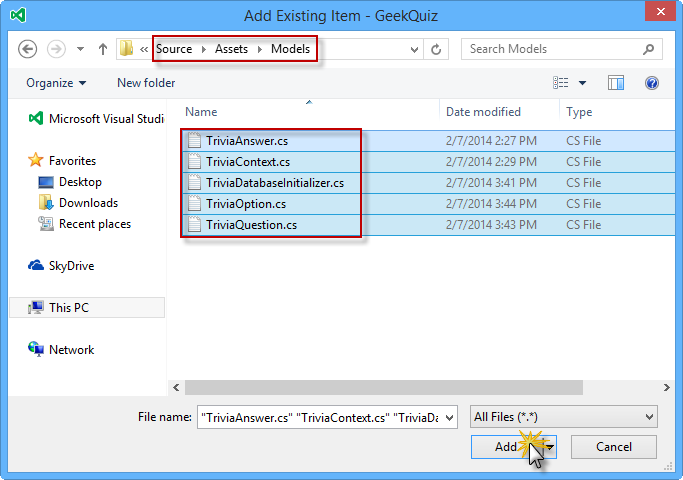 Add Existing Item - GeekQuiz
« Source Assets Models
Search Models
Organize New folder
Name Date modified Type
Microsoft Visual Studi
Favorites
Desktop
Downloads
Recent places
SkyDrive
This PC
Network
TriviaAnswer.cs 2/7/2014 2:27 PM CS File
TriviaContext.cs 2/7/2014 2:29 PM CS File
TriviaDatabaseInitializer.cs 2/7/2014 3:41 PM CS File
TriviaOption.cs 2/7/2014 3:44 PM CS File
TriviaQuestion.cs 2/7/2014 3:43 PM CS File
File name: "TriviaAnswer.cs" "TriviaContext.cs" "TriviaDa All Files (*.*)
Add Cancel